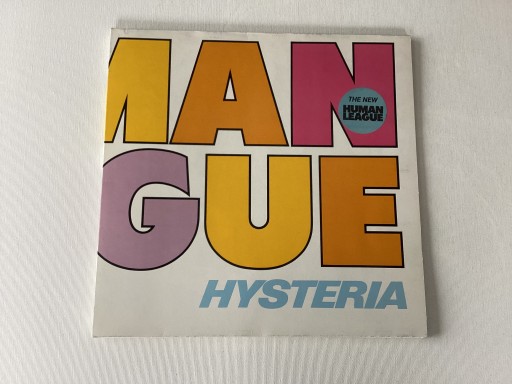 MAN
THE NEW
HUMAN
LEAGUE
GUE
HYSTERIA